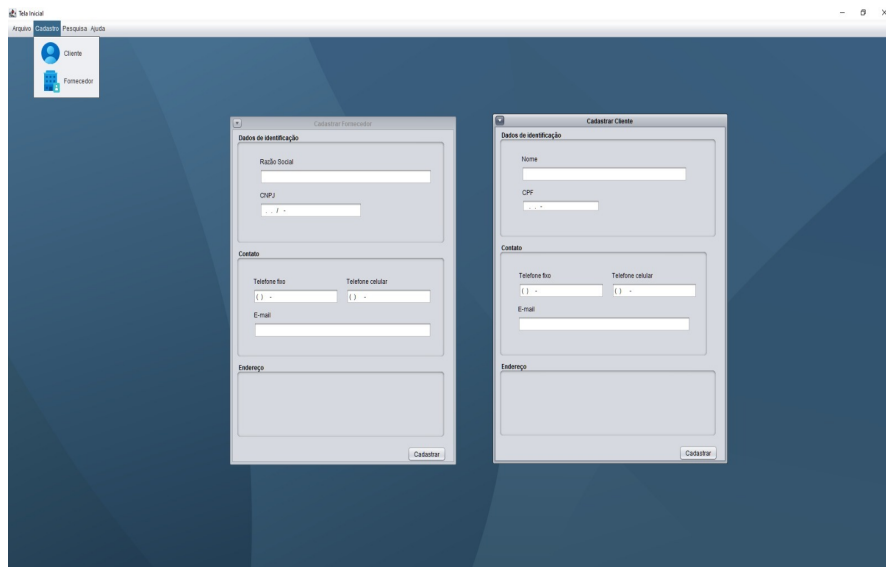 Tela Inicial
Arquivo Cadastro Pesquisa Ajuda
Cliente
Fornecedor
Cadastrar Fornecedor
Dados de identificação
Razão Social
CNPJ
. . / -
Contato
Telefone fixo Telefone celular
( ) - ( ) -
E-mail
Endereço
Cadastrar
Cadastrar Cliente
Dados de identificação
Nome
CPF
. . -
Contato
Telefone fixo Telefone celular
( ) - ( ) -
E-mail
Endereço
Cadastrar